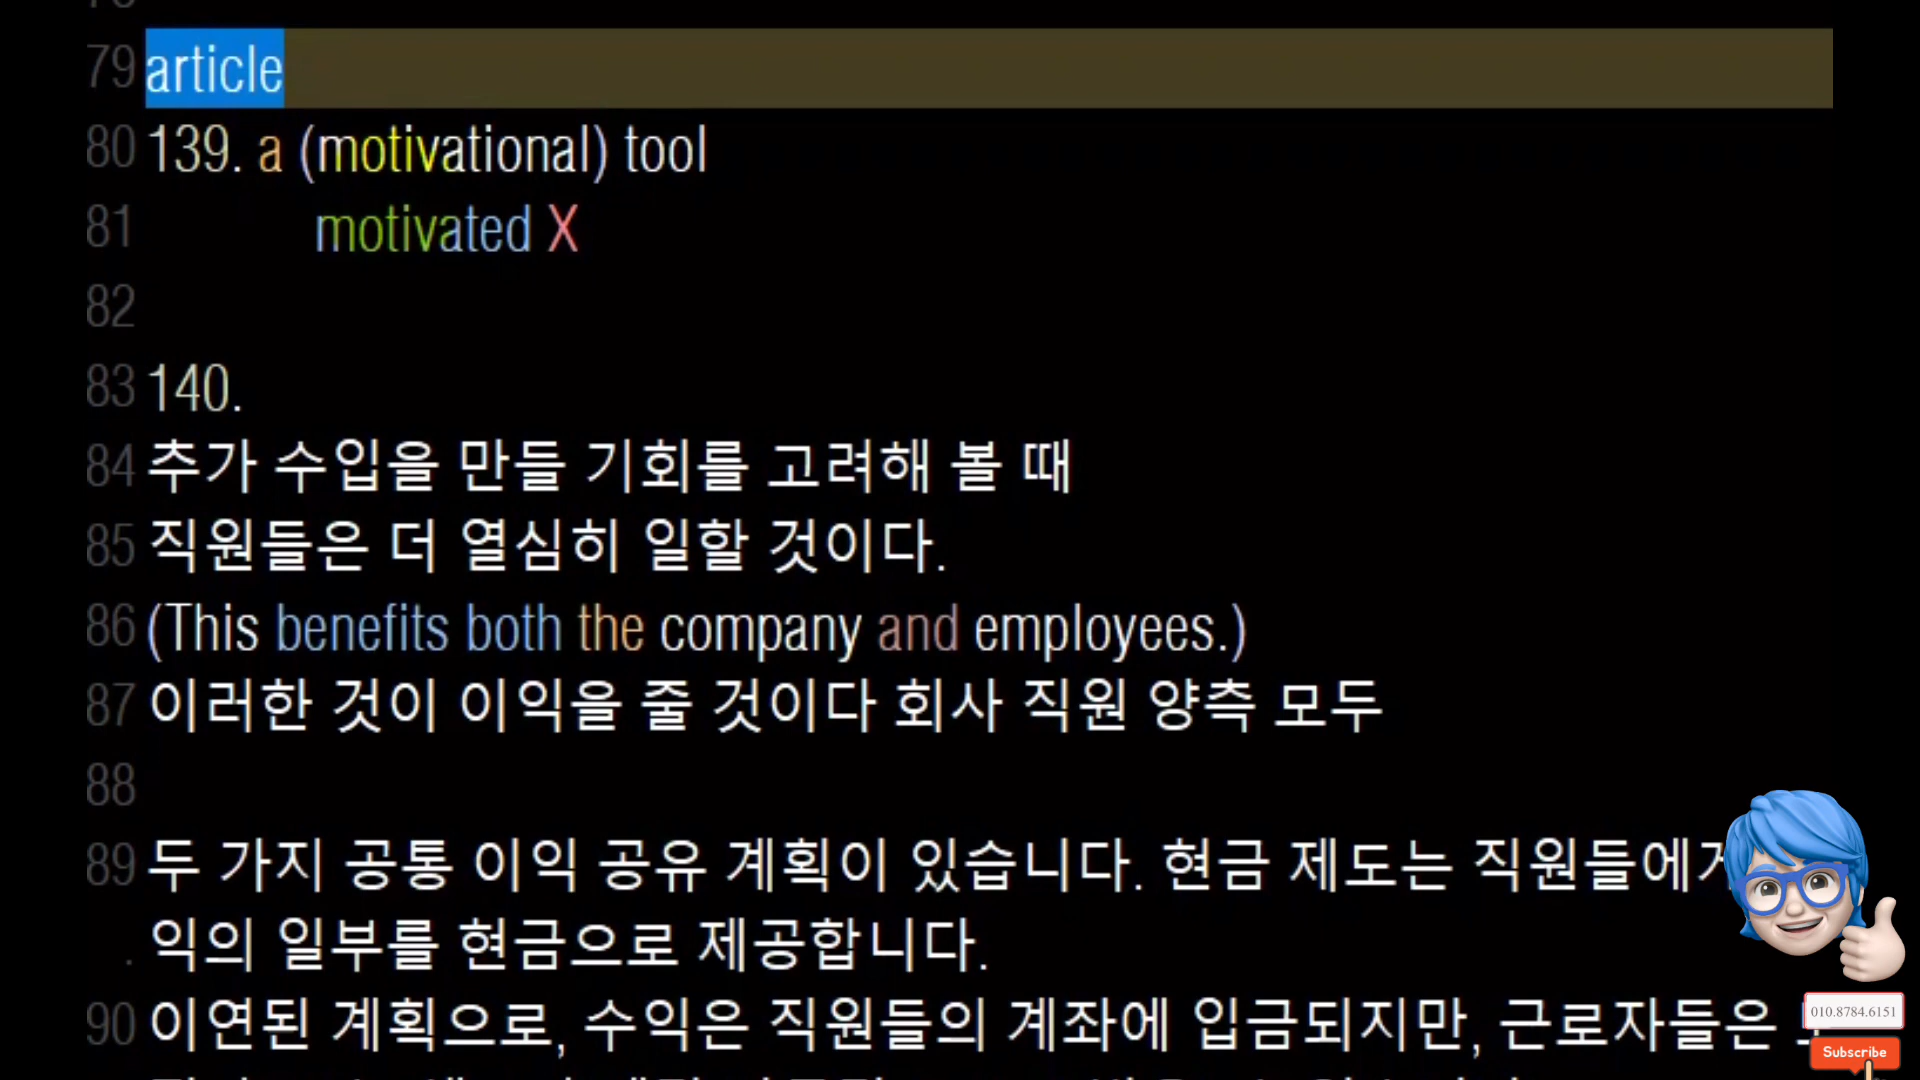 79 article
80 139. a (motivational) tool
81 motivated X
82
83 140.
84 추가 수입을 만들 기회를 고려해 볼 때
85 직원들은 더 열심히 일할 것이다.
86 (This benefits both the company and employees.)
87 이러한 것이 이익을 줄 것이다 회사 직원 양측 모두
88
89 두 가지 공통 이익 공유 계획이 있습니다. 현금 제도는 직원들에게
. 익의 일부를 현금으로 제공합니다.
90 이연된 계획으로, 수익은 직원들의 계좌에 입금되지만, 근로자들은
010.8784.6151
Subscribe